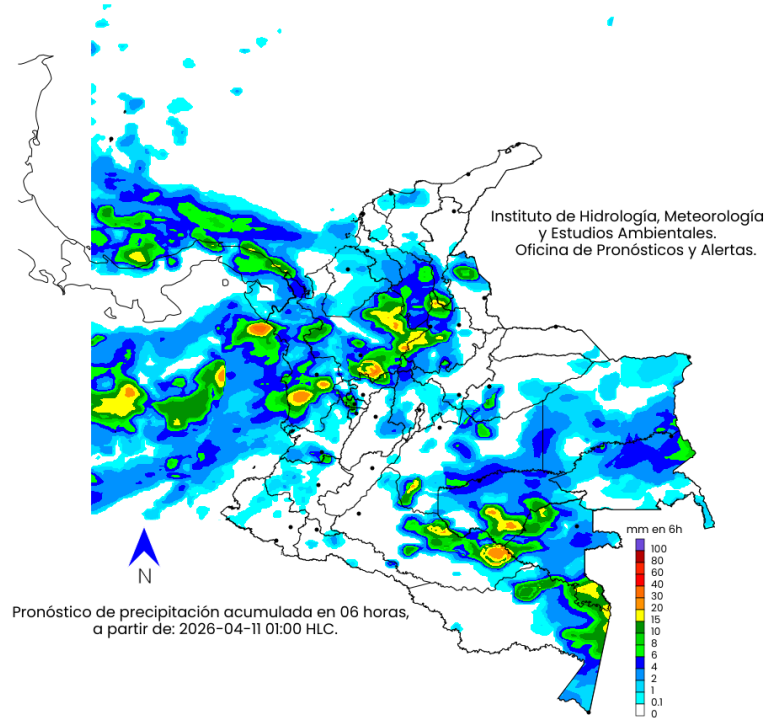 Instituto de Hidrología, Meteorología
y Estudios Ambientales.
Oficina de Pronósticos y Alertas.
mm en 6h
100
80
60
40
30
20
15
10
8
6
4
2
1
0.1
0
N
Pronóstico de precipitación acumulada en 06 horas,
a partir de: 2026-04-11 01:00 HLC.